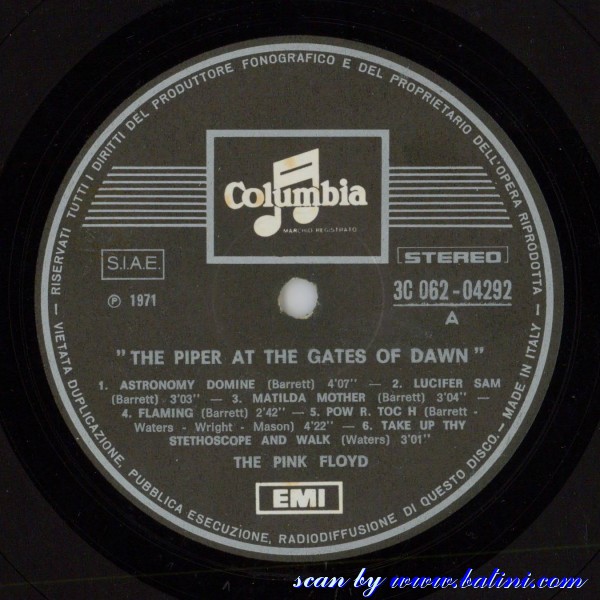 RISERVATI TUTTI I DIRITTI DEL PRODUTTORE FONOGRAFICO E DEL PROPRIETARIO DELL'OPERA RIPRODOTTA
Columbia
MARCHIO REGISTRATO
S.I.A.E.
STEREO
℗ 1971
3C 062-04292
A
"THE PIPER AT THE GATES OF DAWN"
1. ASTRONOMY DOMINE (Barrett) 4'07'' — 2. LUCIFER SAM
(Barrett) 3'03'' — 3. MATILDA MOTHER (Barrett) 3'04'' —
4. FLAMING (Barrett) 2'42'' — 5. POW R. TOC H (Barrett -
Waters - Wright - Mason) 4'22'' — 6. TAKE UP THY
STETHOSCOPE AND WALK (Waters) 3'01''
THE PINK FLOYD
EMI
— VIETATA DUPLICAZIONE, PUBBLICA ESECUZIONE, RADIODIFFUSIONE DI QUESTO DISCO. — MADE IN ITALY —
scan by www.batini.com